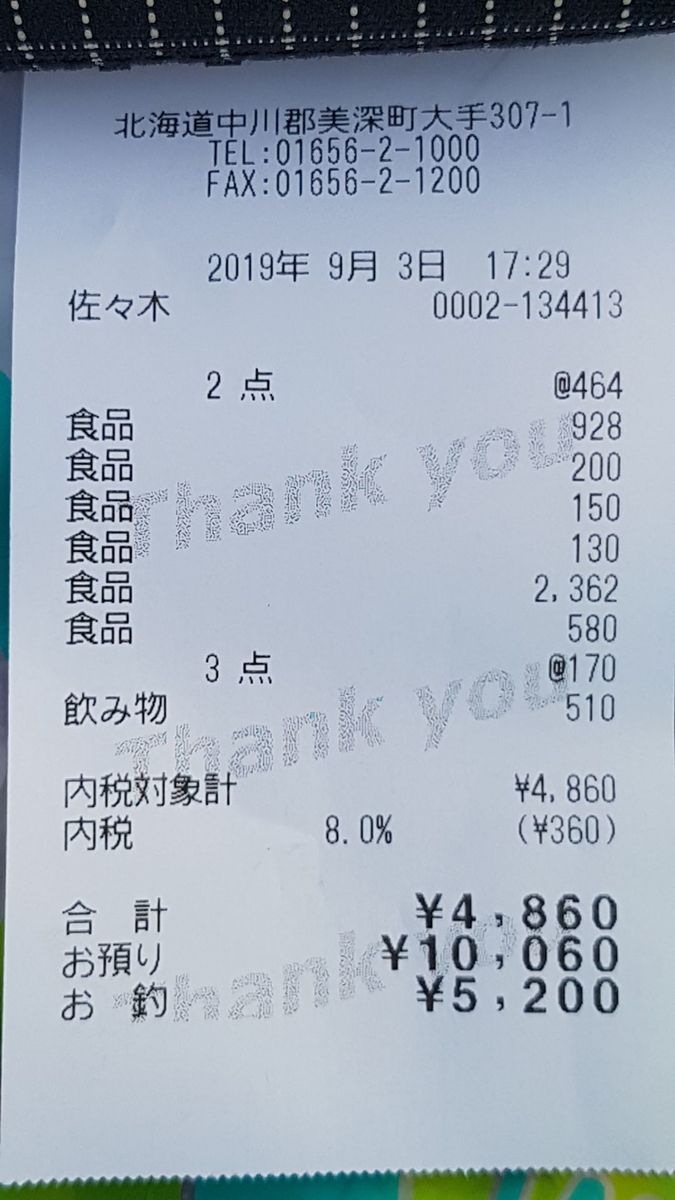 北海道中川郡美深町大手307-1
TEL:01656-2-1000
FAX:01656-2-1200
2019年 9月 3日 17:29
佐々木 0002-134413
2 点 @464
食品 928
食品 200
食品 150
食品 130
食品 2,362
食品 580
3 点 @170
飲み物 510
内税対象計 ¥4,860
内税 8.0% (¥360)
合 計 ¥4,860
お預り ¥10,060
お 釣 ¥5,200
Thank you
Thank you
Thank you